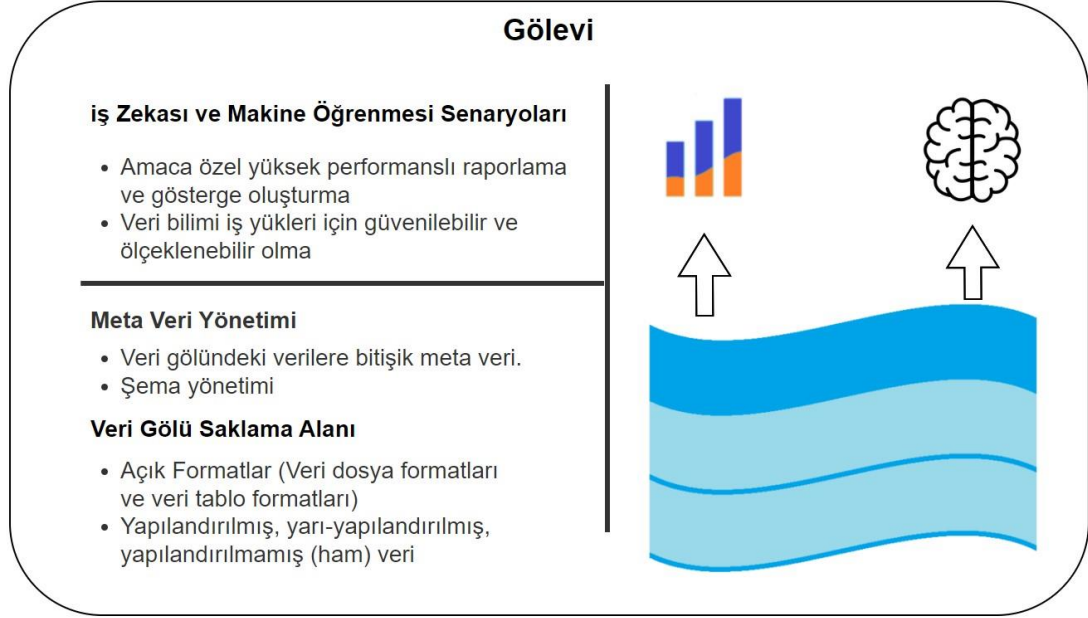 Gölevi
iş Zekası ve Makine Öğrenmesi Senaryoları
• Amaca özel yüksek performanslı raporlama
ve gösterge oluşturma
• Veri bilimi iş yükleri için güvenilebilir ve
ölçeklenebilir olma
Meta Veri Yönetimi
• Veri gölündeki verilere bitişik meta veri.
• Şema yönetimi
Veri Gölü Saklama Alanı
• Açık Formatlar (Veri dosya formatları
ve veri tablo formatları)
• Yapılandırılmış, yarı-yapılandırılmış,
yapılandırılmamış (ham) veri